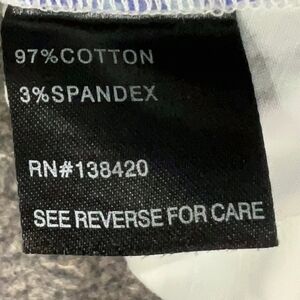 97%COTTON
3%SPANDEX
RN#138420
SEE REVERSE FOR CARE